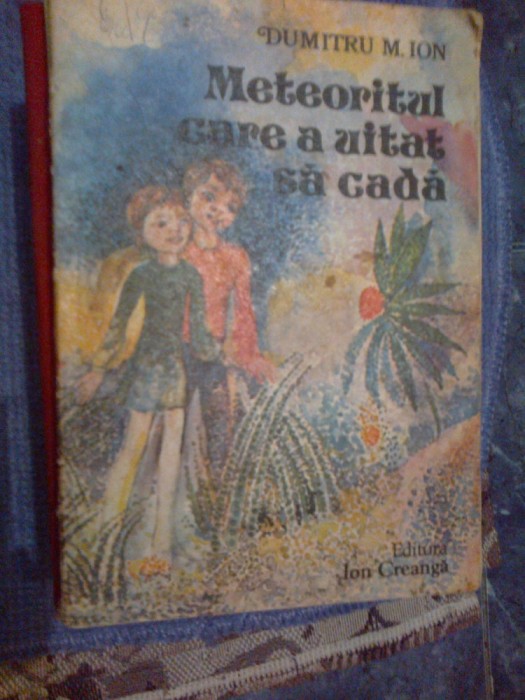 DUMITRU M. ION
Meteoritul
care a uitat
să cadă
Editura
Ion Creangă